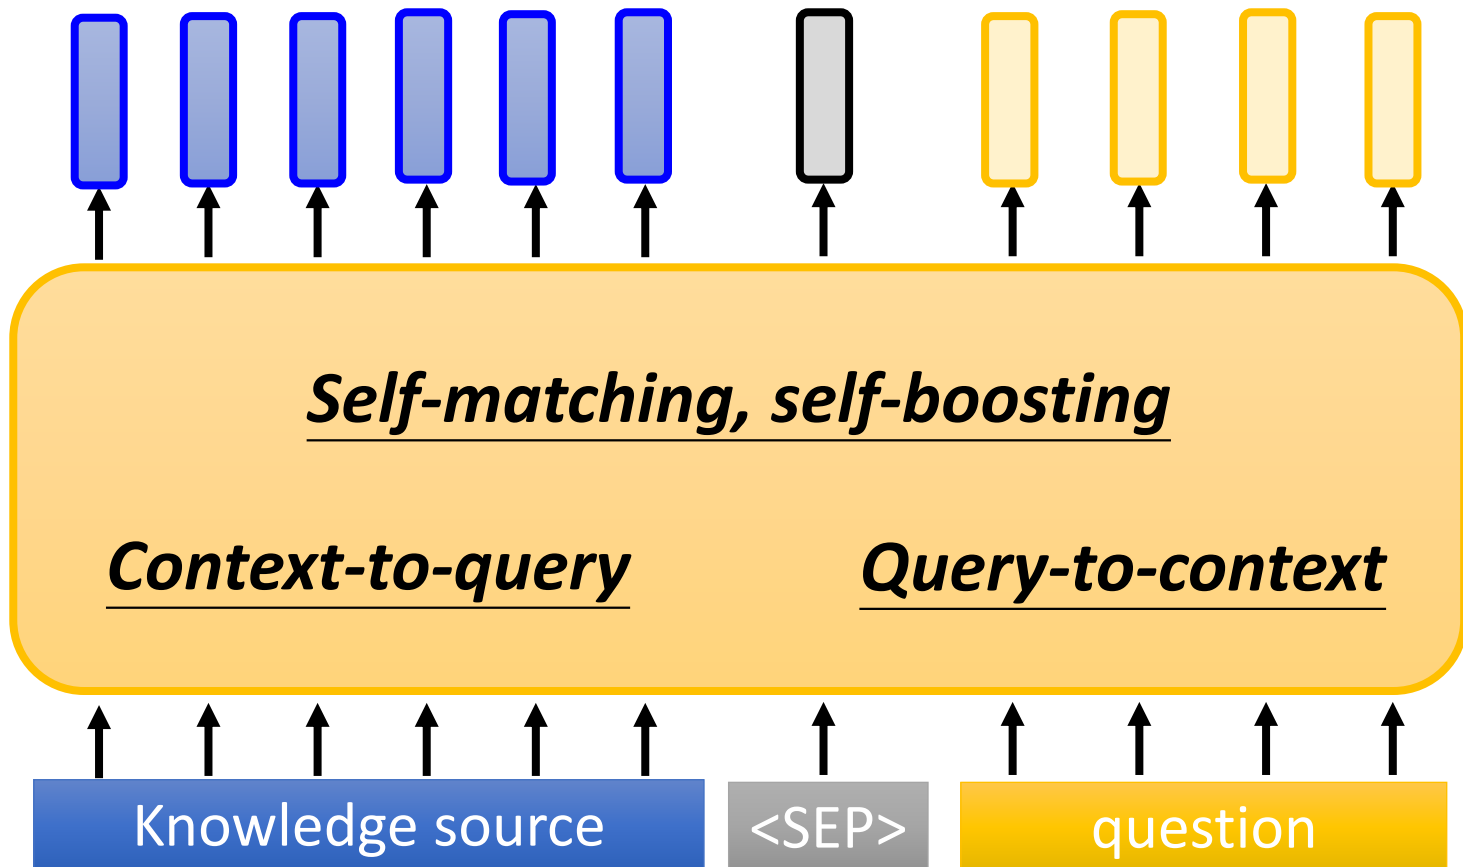 Self-matching, self-boosting
Context-to-query
Query-to-context
Knowledge source
<SEP>
question